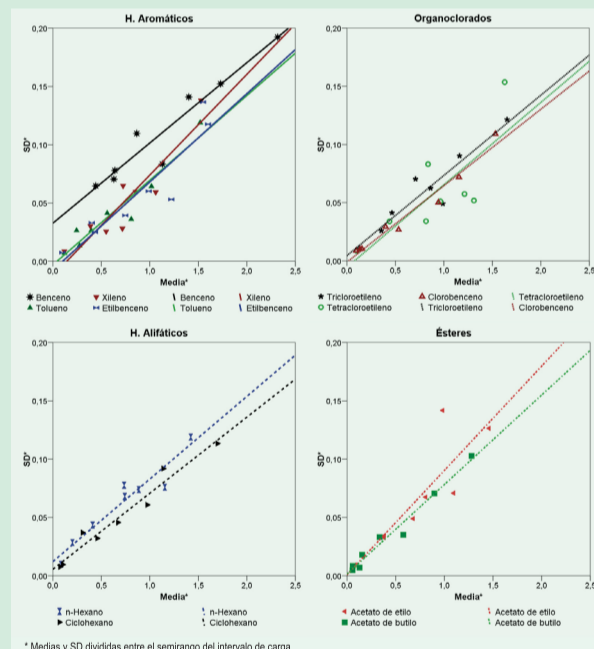 H. Aromáticos
0,20
0,15
0,10
0,05
0,00
SD*
0,0 0,5 1,0 1,5 2,0 2,5
Media*
Benceno Xileno Benceno Xileno
Tolueno Etilbenceno Tolueno Etilbenceno
Organoclorados
0,20
0,15
0,10
0,05
0,00
SD*
0,0 0,5 1,0 1,5 2,0 2,5
Media*
Tricloroetileno Clorobenceno Tetracloroetileno
Tetracloroetileno Tricloroetileno Clorobenceno
H. Alifáticos
0,20
0,15
0,10
0,05
0,00
SD*
0,0 0,5 1,0 1,5 2,0 2,5
Media*
n-Hexano n-Hexano
Ciclohexano Ciclohexano
Ésteres
0,20
0,15
0,10
0,05
0,00
SD*
0,0 0,5 1,0 1,5 2,0 2,5
Media*
Acetato de etilo Acetato de etilo
Acetato de butilo Acetato de butilo
* Medias y SD divididas entre el semirango del intervalo de carga